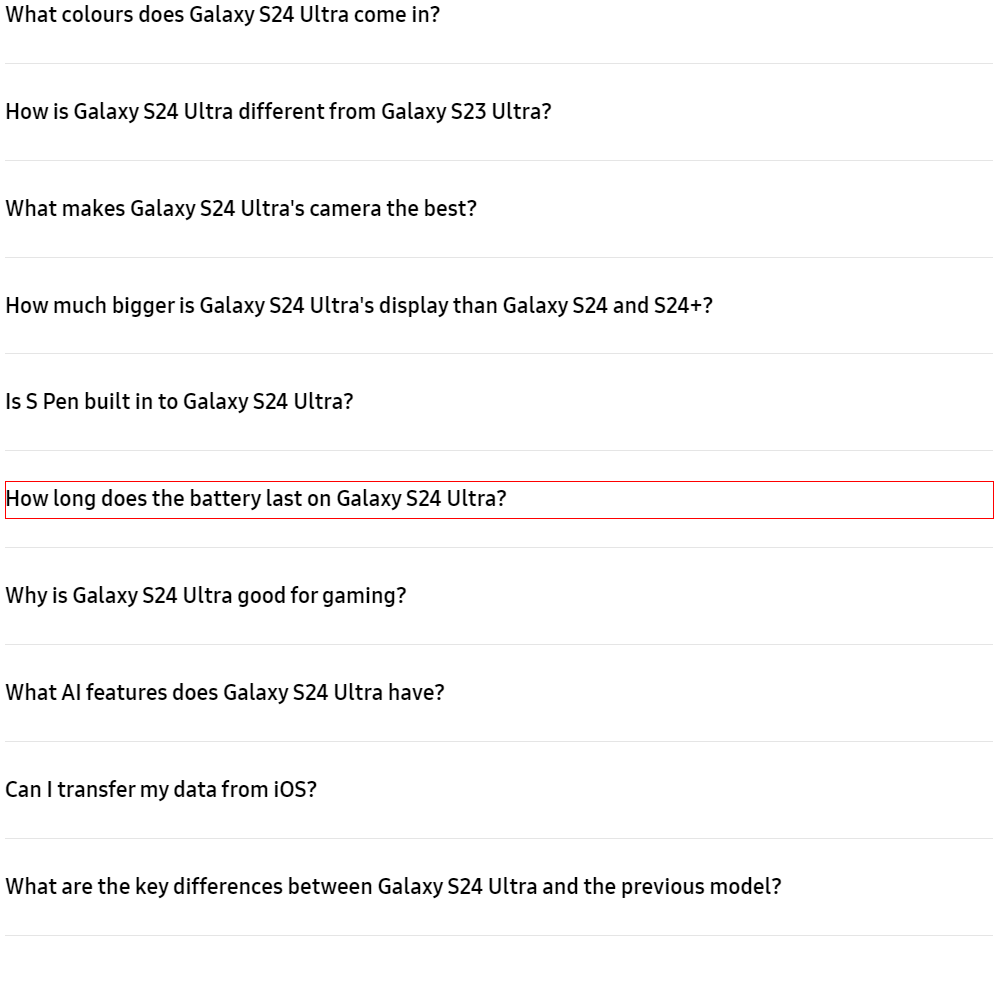 What colours does Galaxy S24 Ultra come in?
How is Galaxy S24 Ultra different from Galaxy S23 Ultra?
What makes Galaxy S24 Ultra's camera the best?
How much bigger is Galaxy S24 Ultra's display than Galaxy S24 and S24+?
Is S Pen built in to Galaxy S24 Ultra?
How long does the battery last on Galaxy S24 Ultra?
Why is Galaxy S24 Ultra good for gaming?
What AI features does Galaxy S24 Ultra have?
Can I transfer my data from iOS?
What are the key differences between Galaxy S24 Ultra and the previous model?